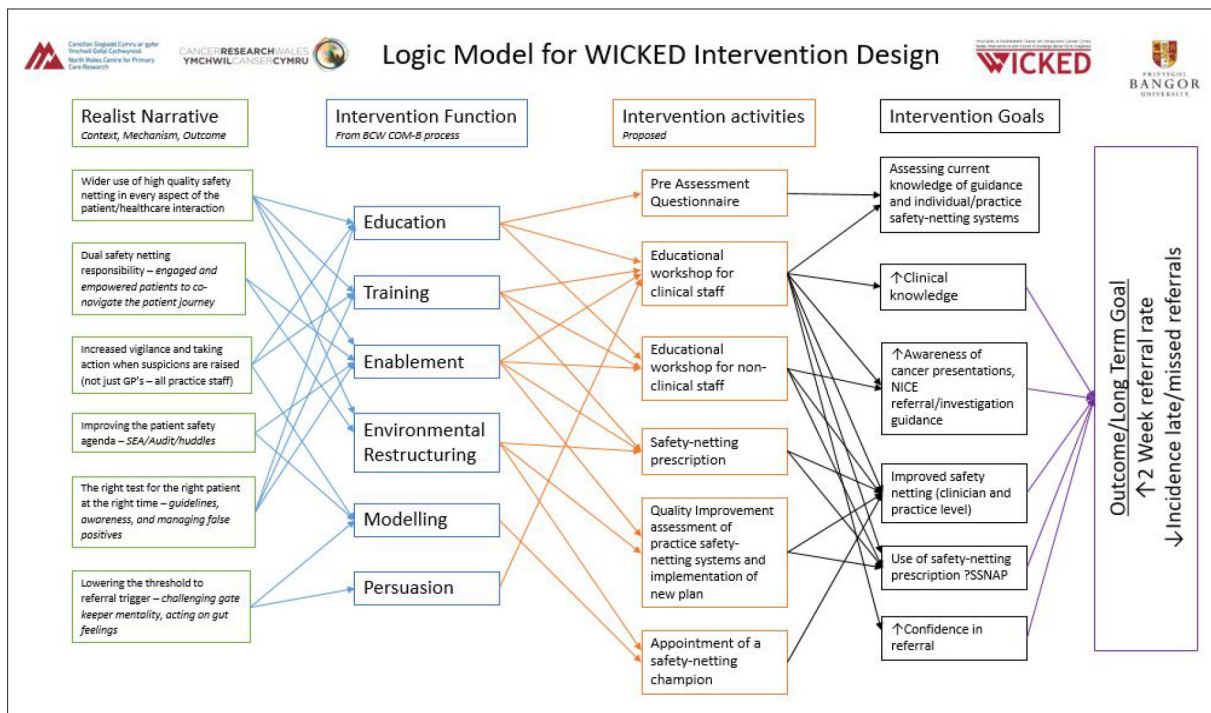 Canolfan Gogledd Cymru ar gyfer
Ymchwil Gofal Cychwynnol
North Wales Centre for Primary
Care Research
CANCERRESEARCHWALES
YMCHWILCANSERCYMRU
Logic Model for WICKED Intervention Design
WICKED
PRIFYSGOL
BANGOR
UNIVERSITY
Realist Narrative
Context, Mechanism, Outcome
Intervention Function
From BCW COM-B process
Intervention activities
Proposed
Intervention Goals
Wider use of high quality safety
netting in every aspect of the
patient/healthcare interaction
Dual safety netting
responsibility – engaged and
empowered patients to co-
navigate the patient journey
Increased vigilance and taking
action when suspicions are raised
(not just GP's – all practice staff)
Improving the patient safety
agenda – SEA/Audit/huddles
The right test for the right patient
at the right time – guidelines,
awareness, and managing false
positives
Lowering the threshold to
referral trigger – challenging gate
keeper mentality, acting on gut
feelings
Education
Training
Enablement
Environmental
Restructuring
Modelling
Persuasion
Pre Assessment
Questionnaire
Educational
workshop for
clinical staff
Educational
workshop for non-
clinical staff
Safety-netting
prescription
Quality Improvement
assessment of
practice safety-
netting systems and
implementation of
new plan
Appointment of a
safety-netting
champion
Assessing current
knowledge of guidance
and individual/practice
safety-netting systems
↑Clinical
knowledge
↑Awareness of
cancer presentations,
NICE
referral/investigation
guidance
Improved safety
netting (clinician and
practice level)
Use of safety-netting
prescription ?SSNAP
↑Confidence in
referral
Outcome/Long Term Goal
↑2 Week referral rate
↓Incidence late/missed referrals